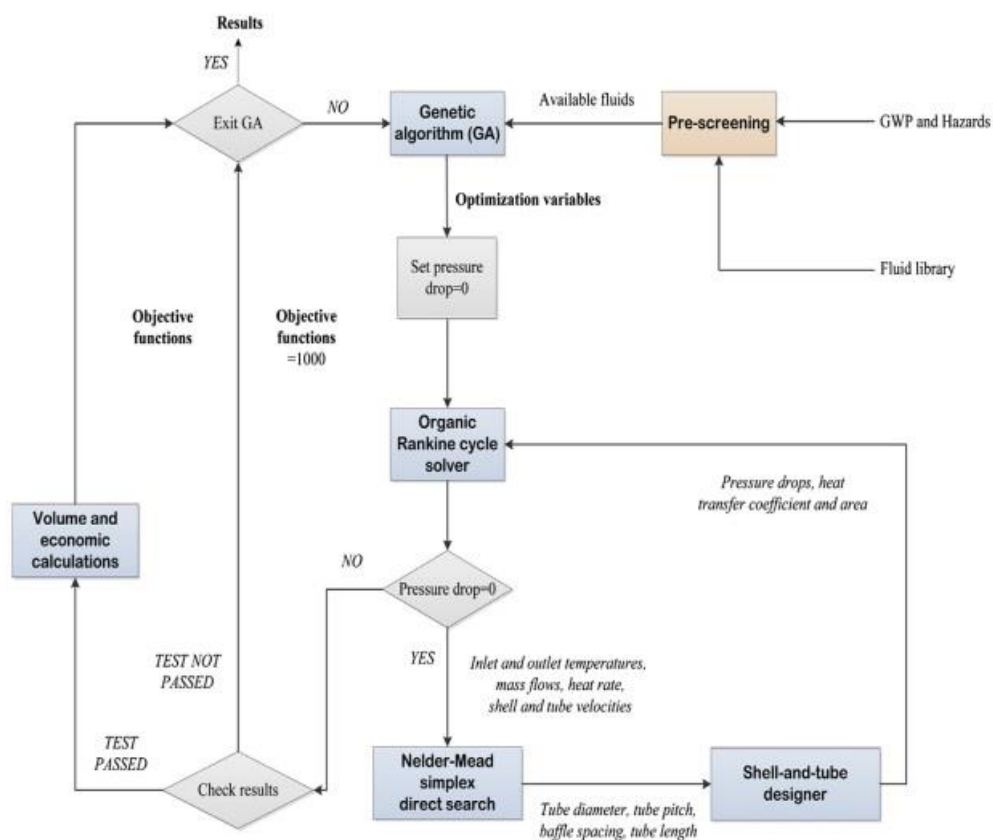 Results
YES
Exit GA
NO
Genetic
algorithm (GA)
Available fluids
Pre-screening
GWP and Hazards
Optimization variables
Set pressure
drop=0
Fluid library
Objective
functions
Objective
functions
=1000
Organic
Rankine cycle
solver
Pressure drops, heat
transfer coefficient and area
Volume and
economic
calculations
NO
Pressure drop=0
YES
Inlet and outlet temperatures,
mass flows, heat rate,
shell and tube velocities
TEST NOT
PASSED
TEST
PASSED
Check results
Nelder-Mead
simplex
direct search
Shell-and-tube
designer
Tube diameter, tube pitch,
baffle spacing, tube length